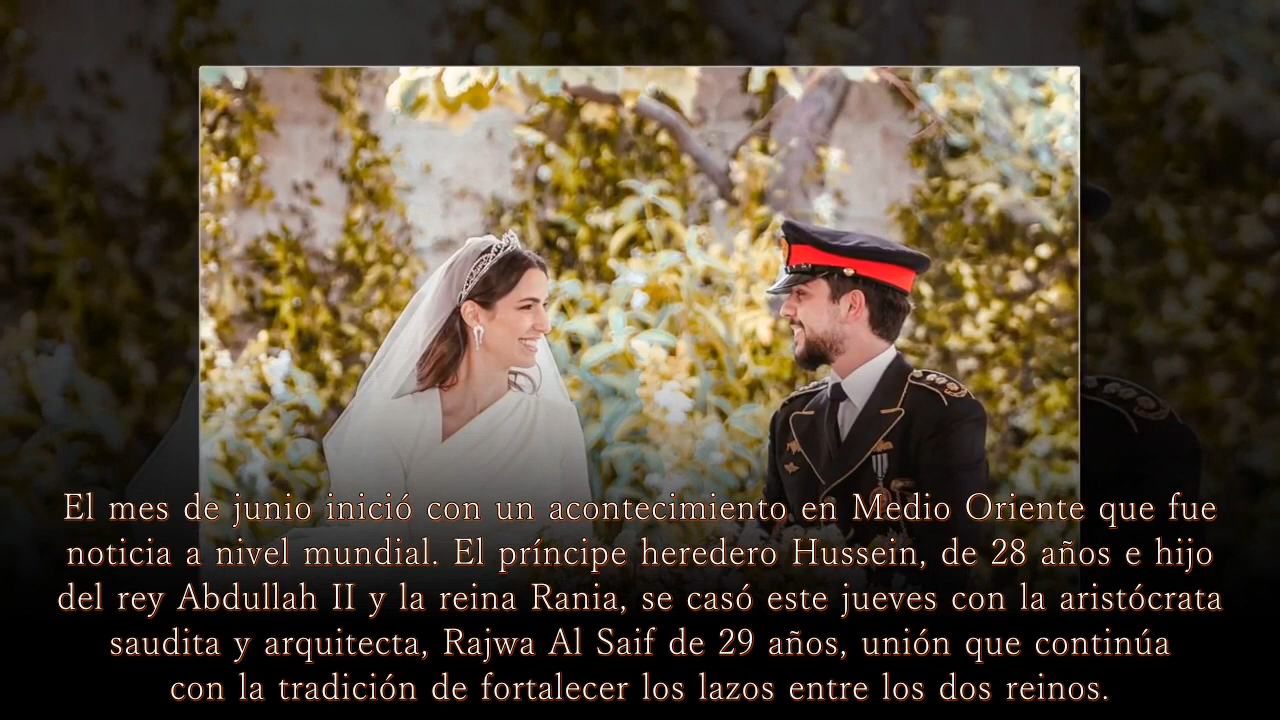 El mes de junio inició con un acontecimiento en Medio Oriente que fue
noticia a nivel mundial. El príncipe heredero Hussein, de 28 años e hijo
del rey Abdullah II y la reina Rania, se casó este jueves con la aristócrata
saudita y arquitecta, Rajwa Al Saif de 29 años, unión que continúa
con la tradición de fortalecer los lazos entre los dos reinos.